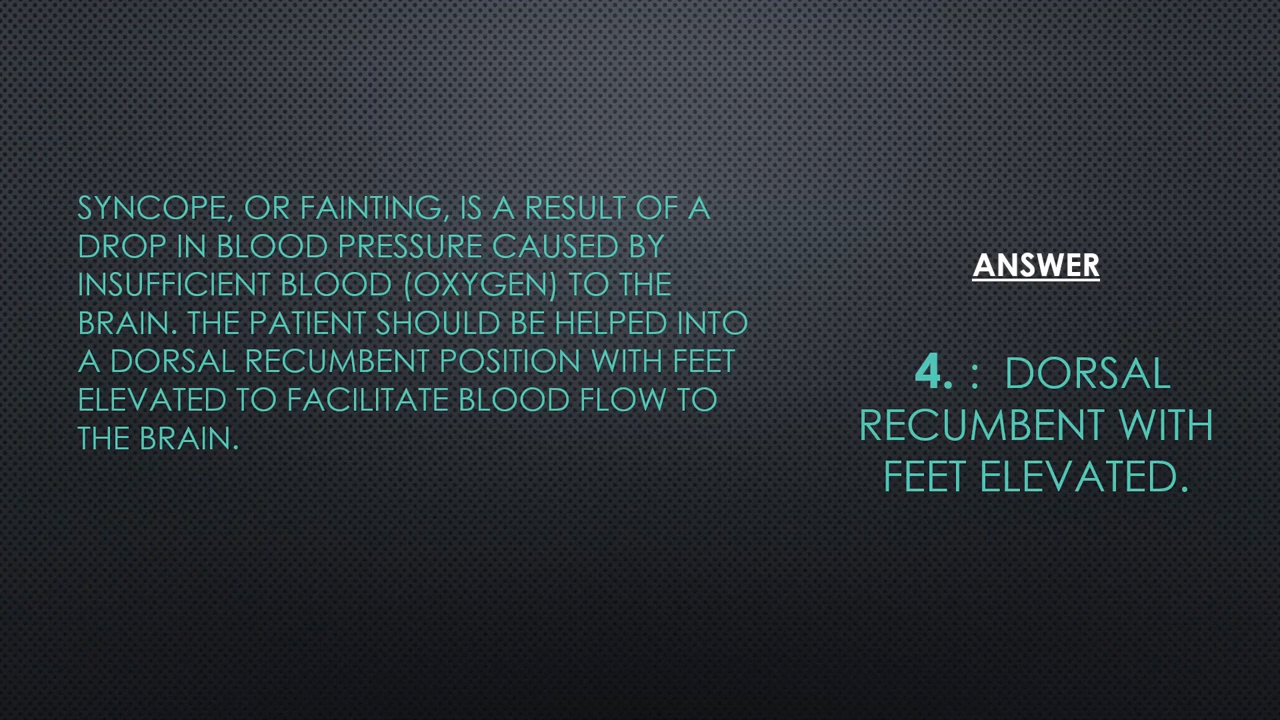 SYNCOPE, OR FAINTING, IS A RESULT OF A
DROP IN BLOOD PRESSURE CAUSED BY
INSUFFICIENT BLOOD (OXYGEN) TO THE
BRAIN. THE PATIENT SHOULD BE HELPED INTO
A DORSAL RECUMBENT POSITION WITH FEET
ELEVATED TO FACILITATE BLOOD FLOW TO
THE BRAIN.
ANSWER
4. : DORSAL
RECUMBENT WITH
FEET ELEVATED.